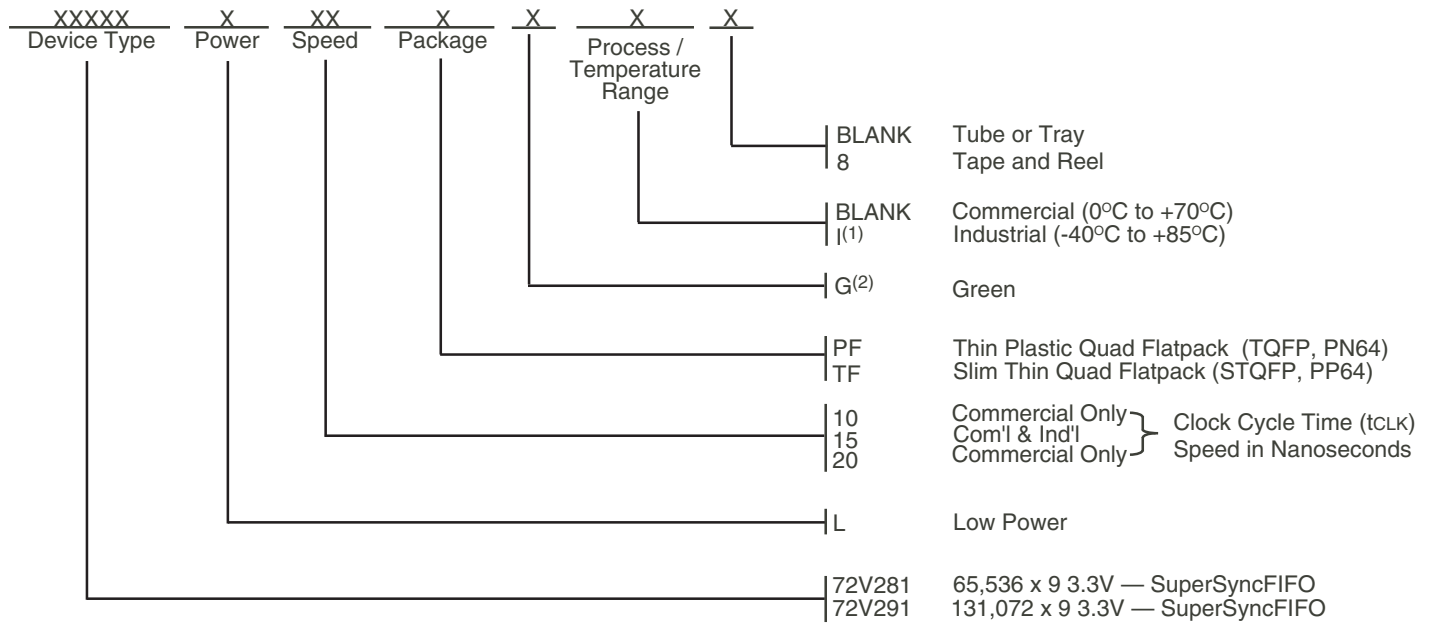 XXXXX X XX X X X X
Device Type Power Speed Package
Process /
Temperature
Range
BLANK Tube or Tray
8 Tape and Reel
BLANK Commercial (0°C to +70°C)
I(1) Industrial (-40°C to +85°C)
G(2) Green
PF Thin Plastic Quad Flatpack (TQFP, PN64)
TF Slim Thin Quad Flatpack (STQFP, PP64)
10 Commercial Only
15 Com'l & Ind'l
20 Commercial Only
Clock Cycle Time (tCLK)
Speed in Nanoseconds
L Low Power
72V281 65,536 x 9 3.3V — SuperSyncFIFO
72V291 131,072 x 9 3.3V — SuperSyncFIFO